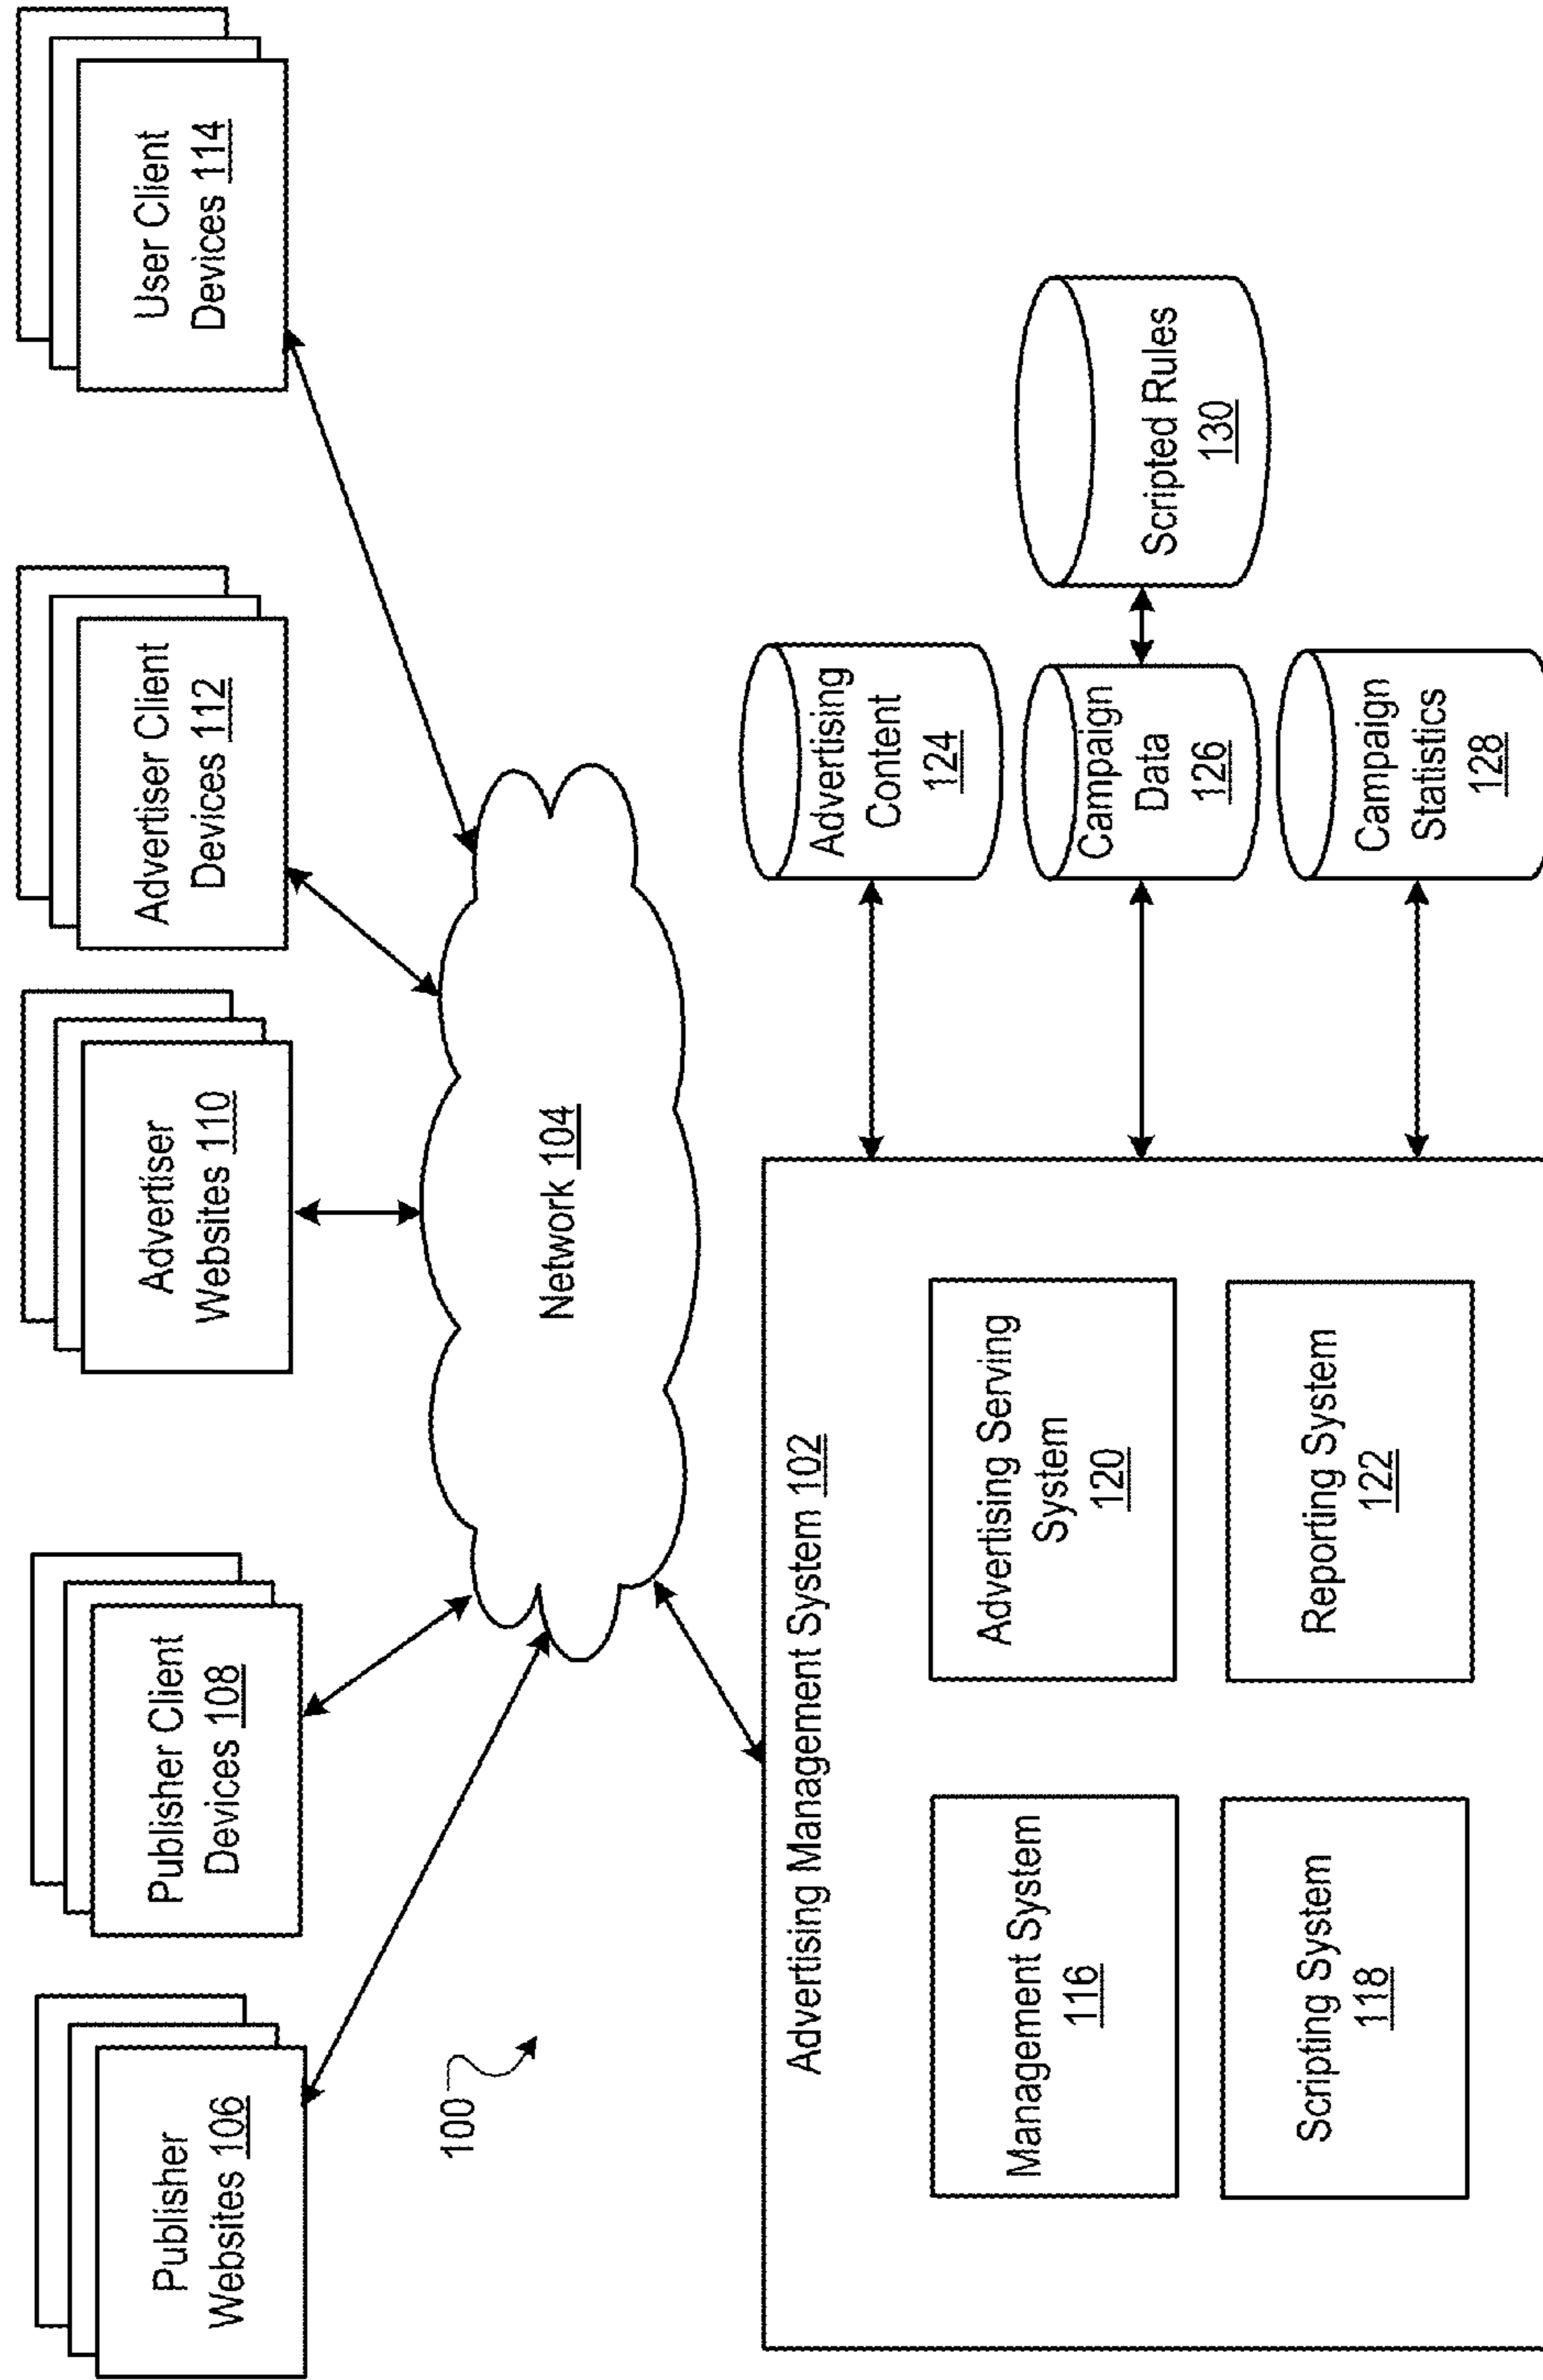 Publisher
Websites 106
Publisher Client
Devices 108
Advertiser
Websites 110
Advertiser Client
Devices 112
User Client
Devices 114
100
Network 104
Advertising Management System 102
Management System
116
Advertising Serving
System
120
Scripting System
118
Reporting System
122
Advertising
Content
124
Campaign
Data
126
Scripted Rules
130
Campaign
Statistics
128